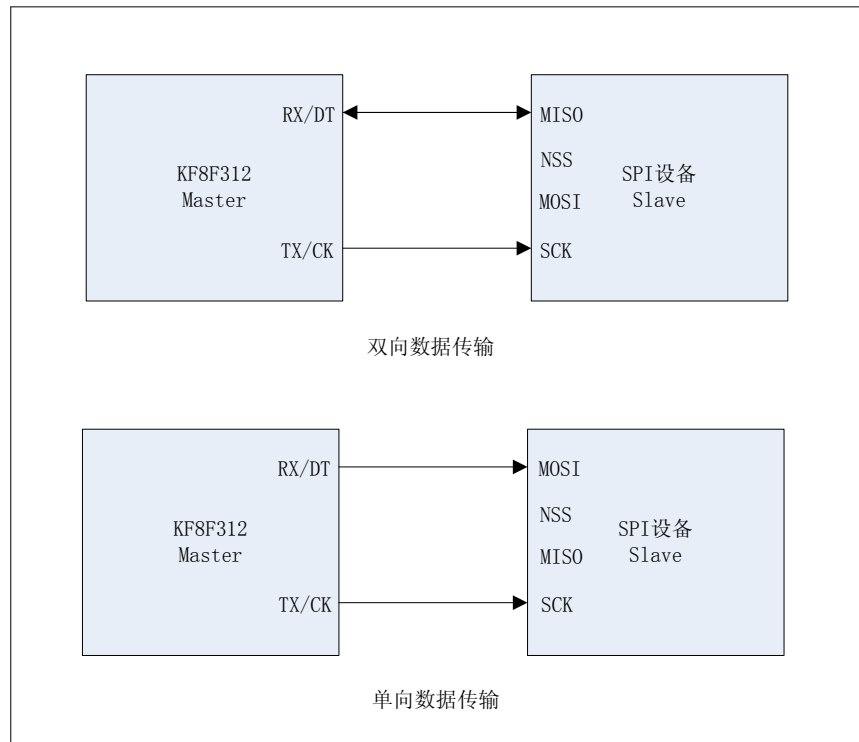 RX/DT
MISO
NSS
KF8F312
SPI设备
Master
MOSI
Slave
TX/CK
SCK
双向数据传输
RX/DT
MOSI
NSS
KF8F312
SPI设备
Master
MISO
Slave
TX/CK
SCK
单向数据传输